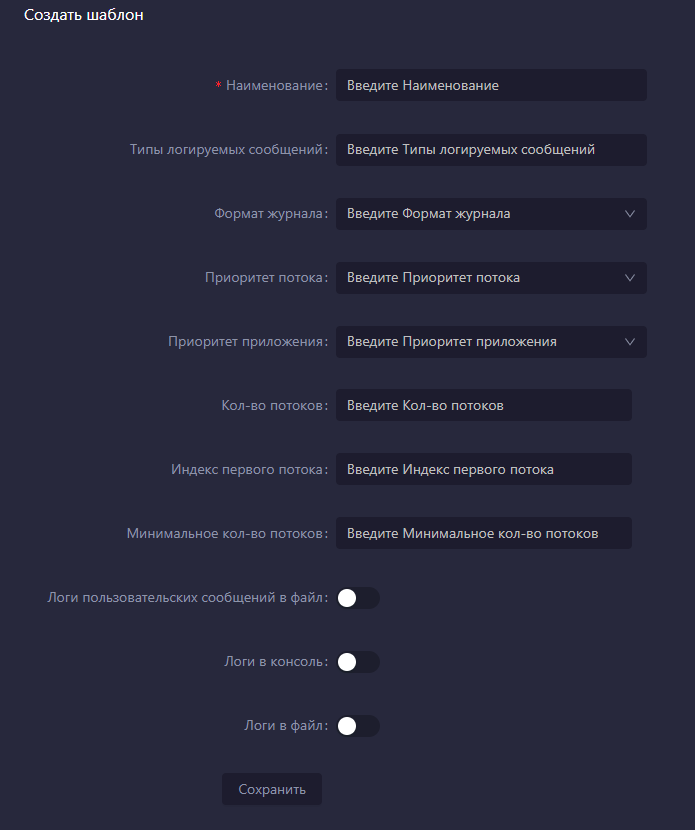 Создать шаблон
* Наименование: Введите Наименование
Типы логируемых сообщений: Введите Типы логируемых сообщений
Формат журнала: Введите Формат журнала
Приоритет потока: Введите Приоритет потока
Приоритет приложения: Введите Приоритет приложения
Кол-во потоков: Введите Кол-во потоков
Индекс первого потока: Введите Индекс первого потока
Минимальное кол-во потоков: Введите Минимальное кол-во потоков
Логи пользовательских сообщений в файл:
Логи в консоль:
Логи в файл:
Сохранить